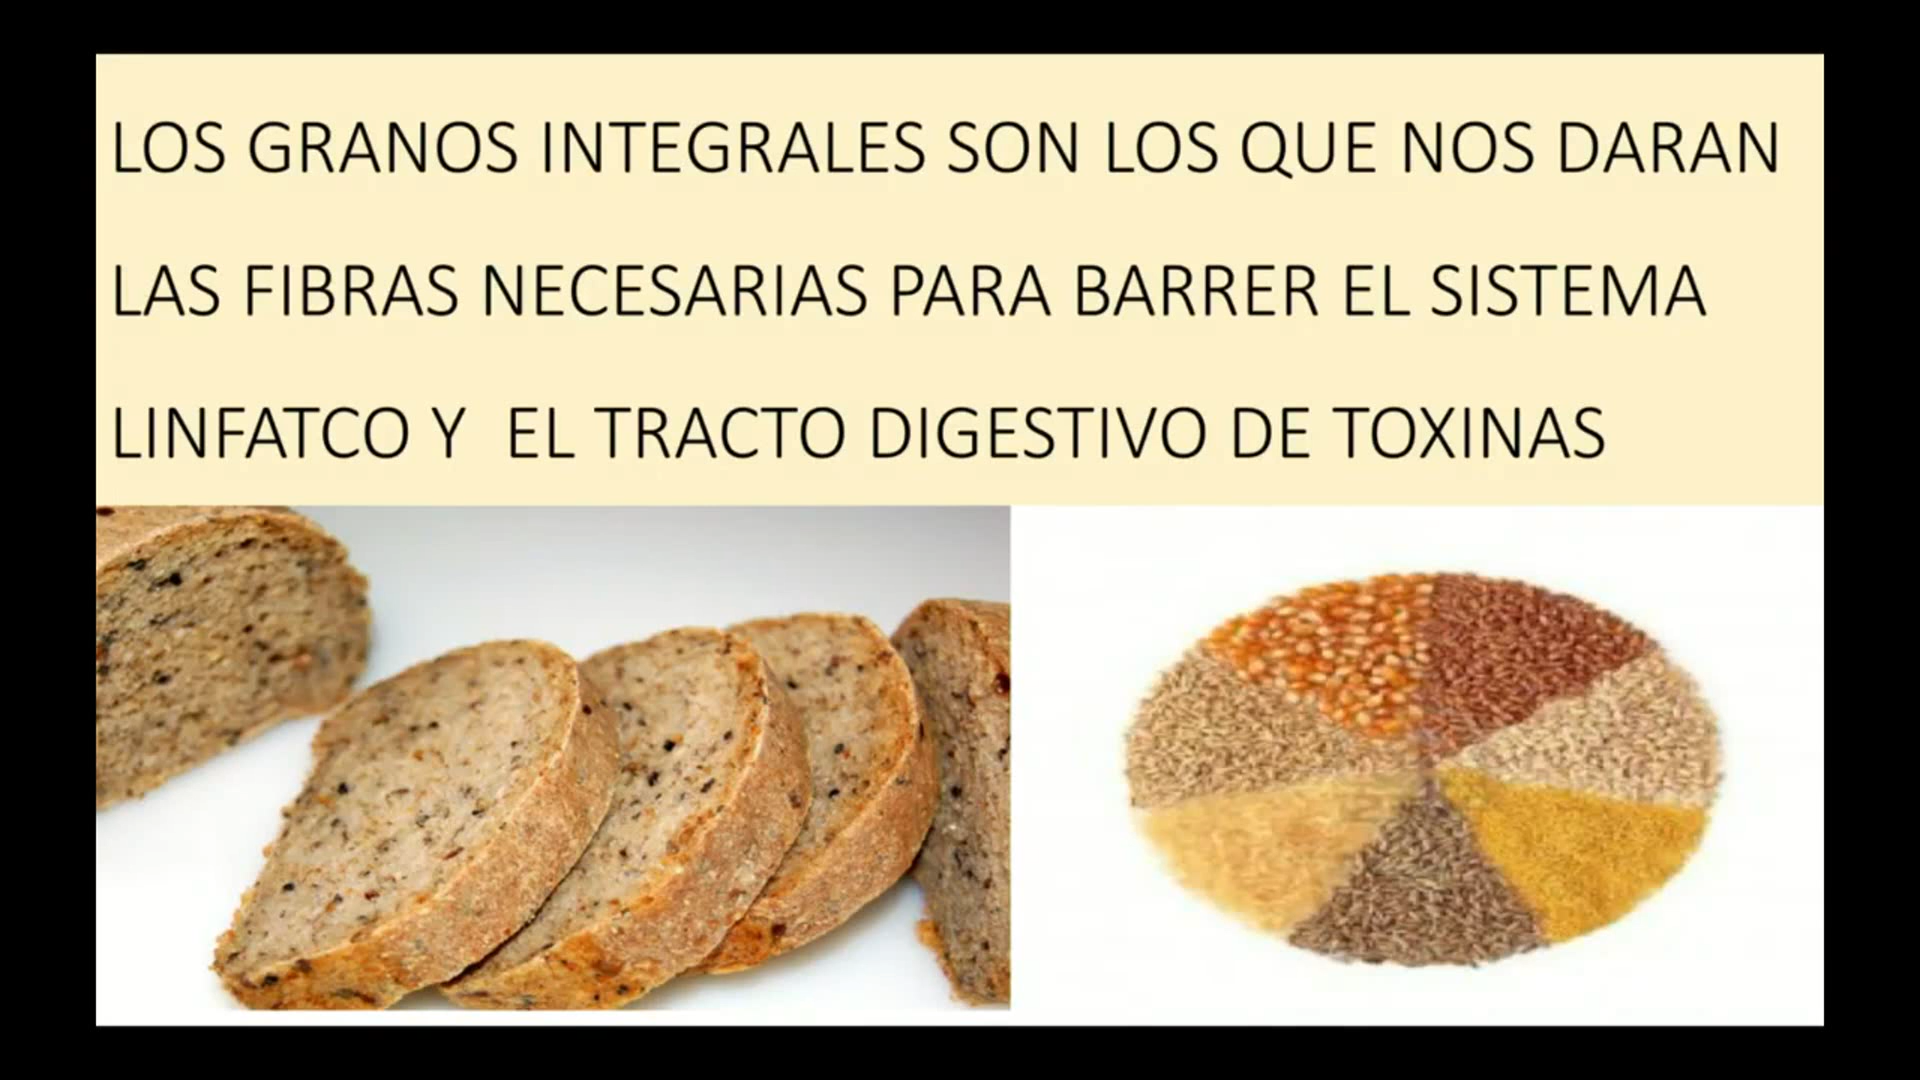 LOS GRANOS INTEGRALES SON LOS QUE NOS DARAN
LAS FIBRAS NECESARIAS PARA BARRER EL SISTEMA
LINFATCO Y  EL TRACTO DIGESTIVO DE TOXINAS